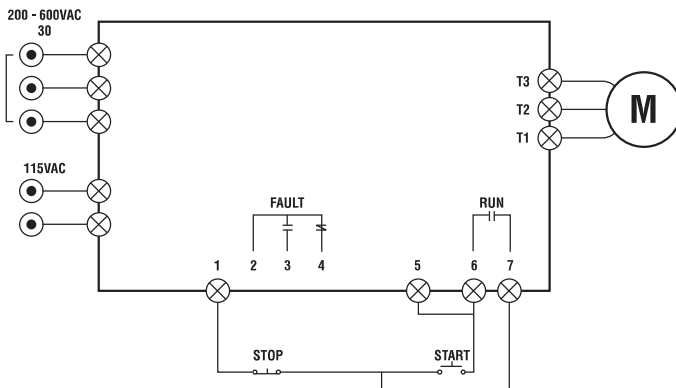 200 - 600VAC
30
T3
T2
M
T1
115VAC
FAULT
RUN
1 2 3 4 5 6 7
STOP
START